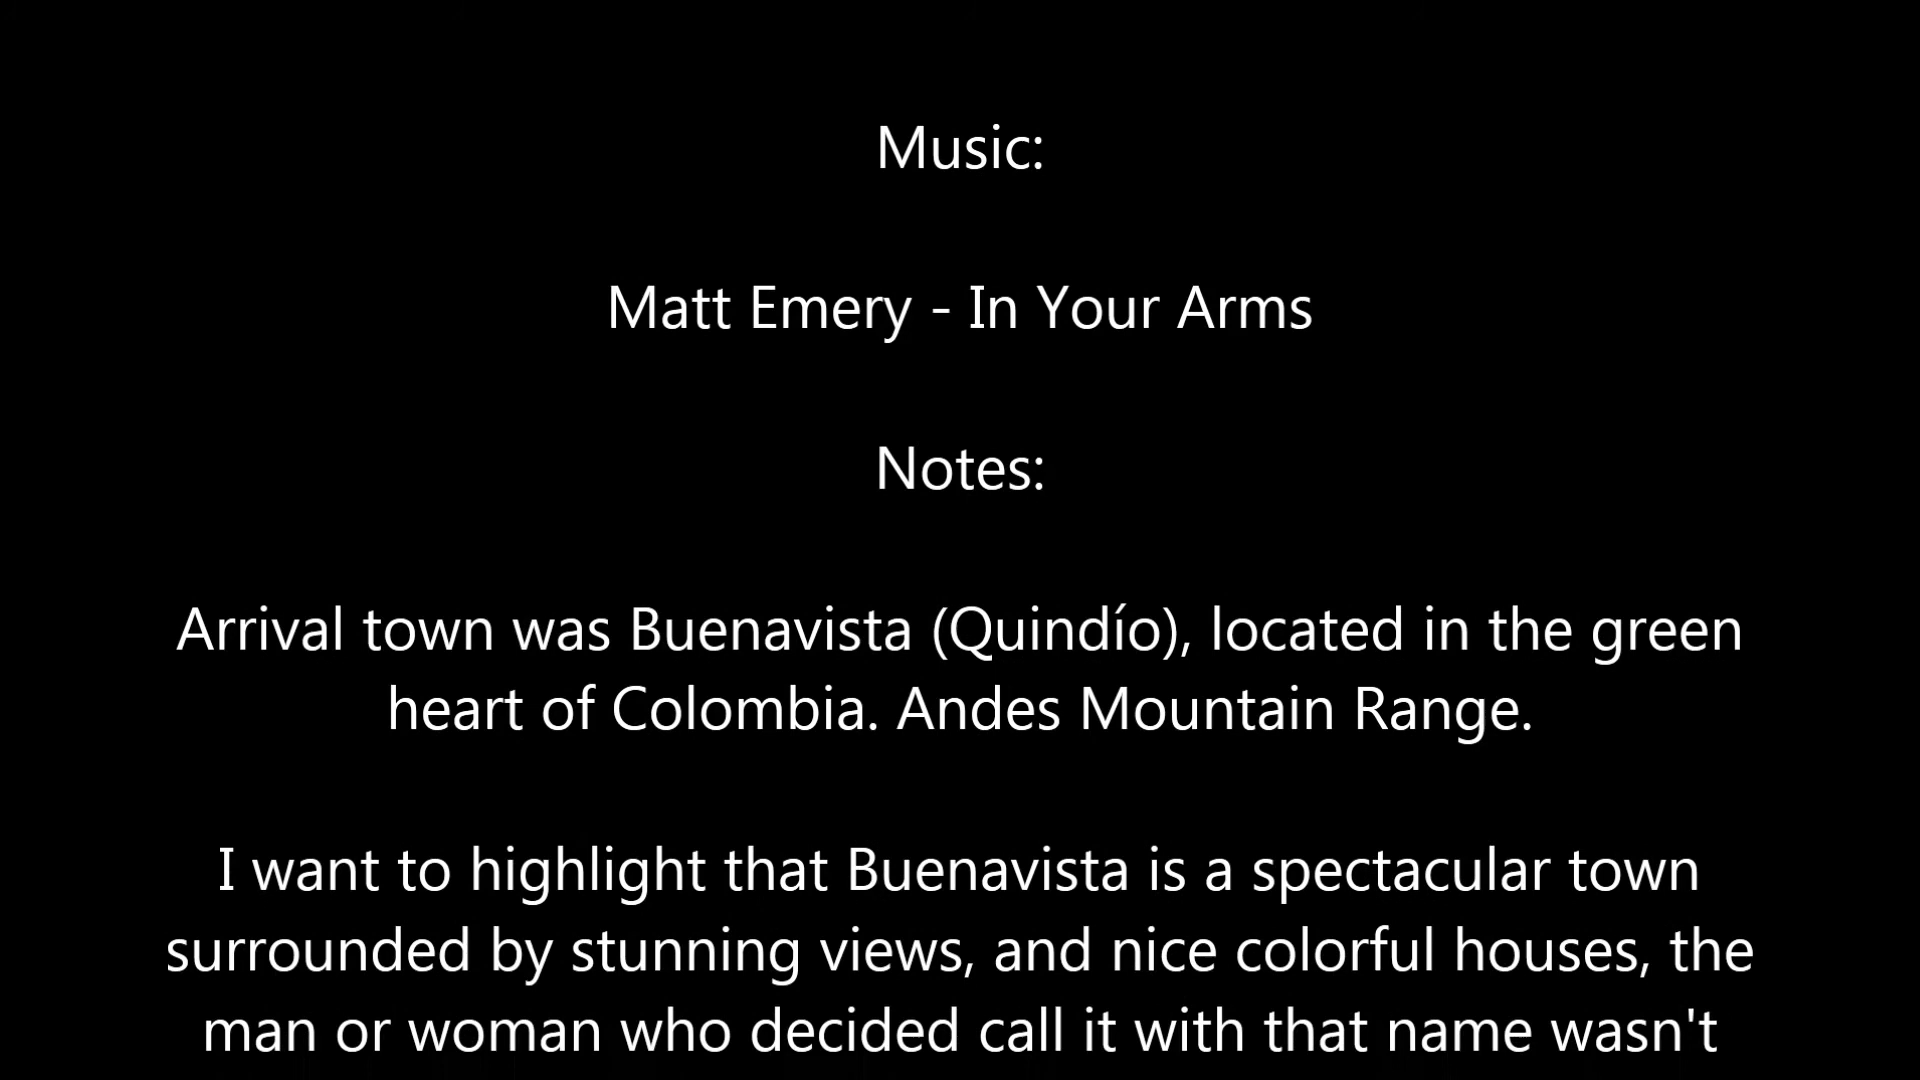 Music:
Matt Emery - In Your Arms
Notes:
Arrival town was Buenavista (Quindío), located in the green
heart of Colombia. Andes Mountain Range.
I want to highlight that Buenavista is a spectacular town
surrounded by stunning views, and nice colorful houses, the
man or woman who decided call it with that name wasn't